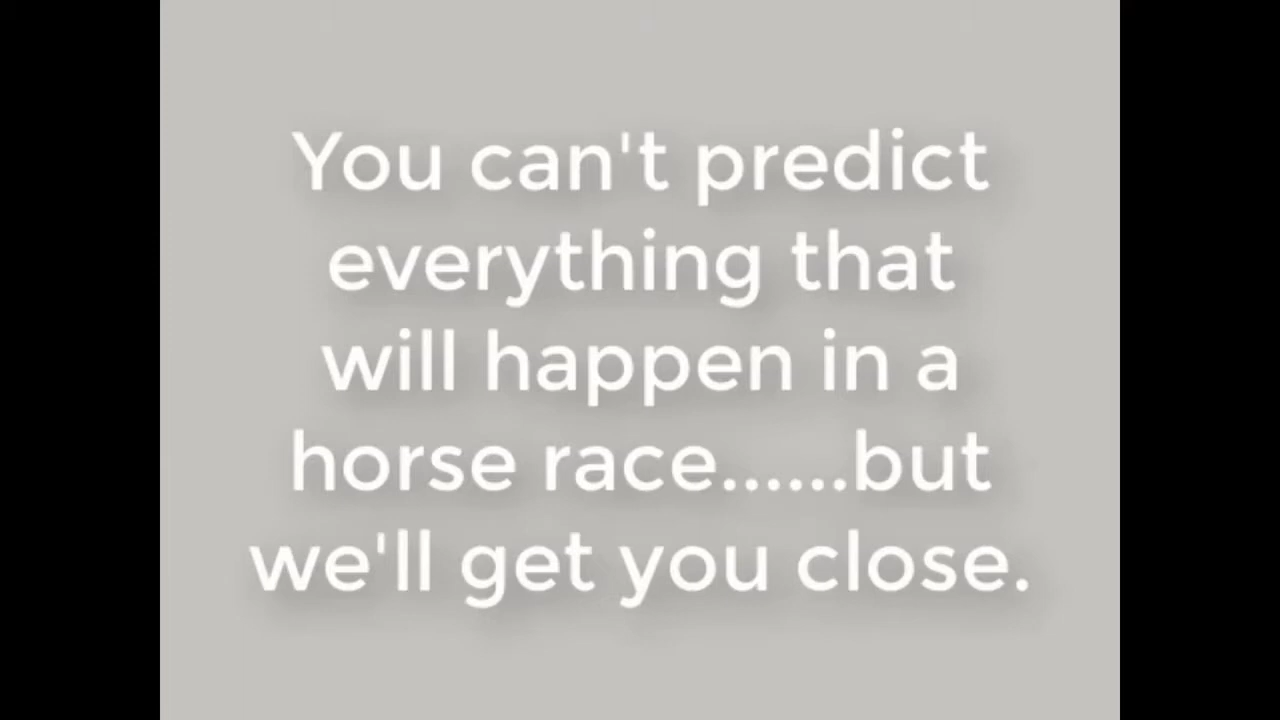 You can't predict
everything that
will happen in a
horse race......but
we'll get you close.